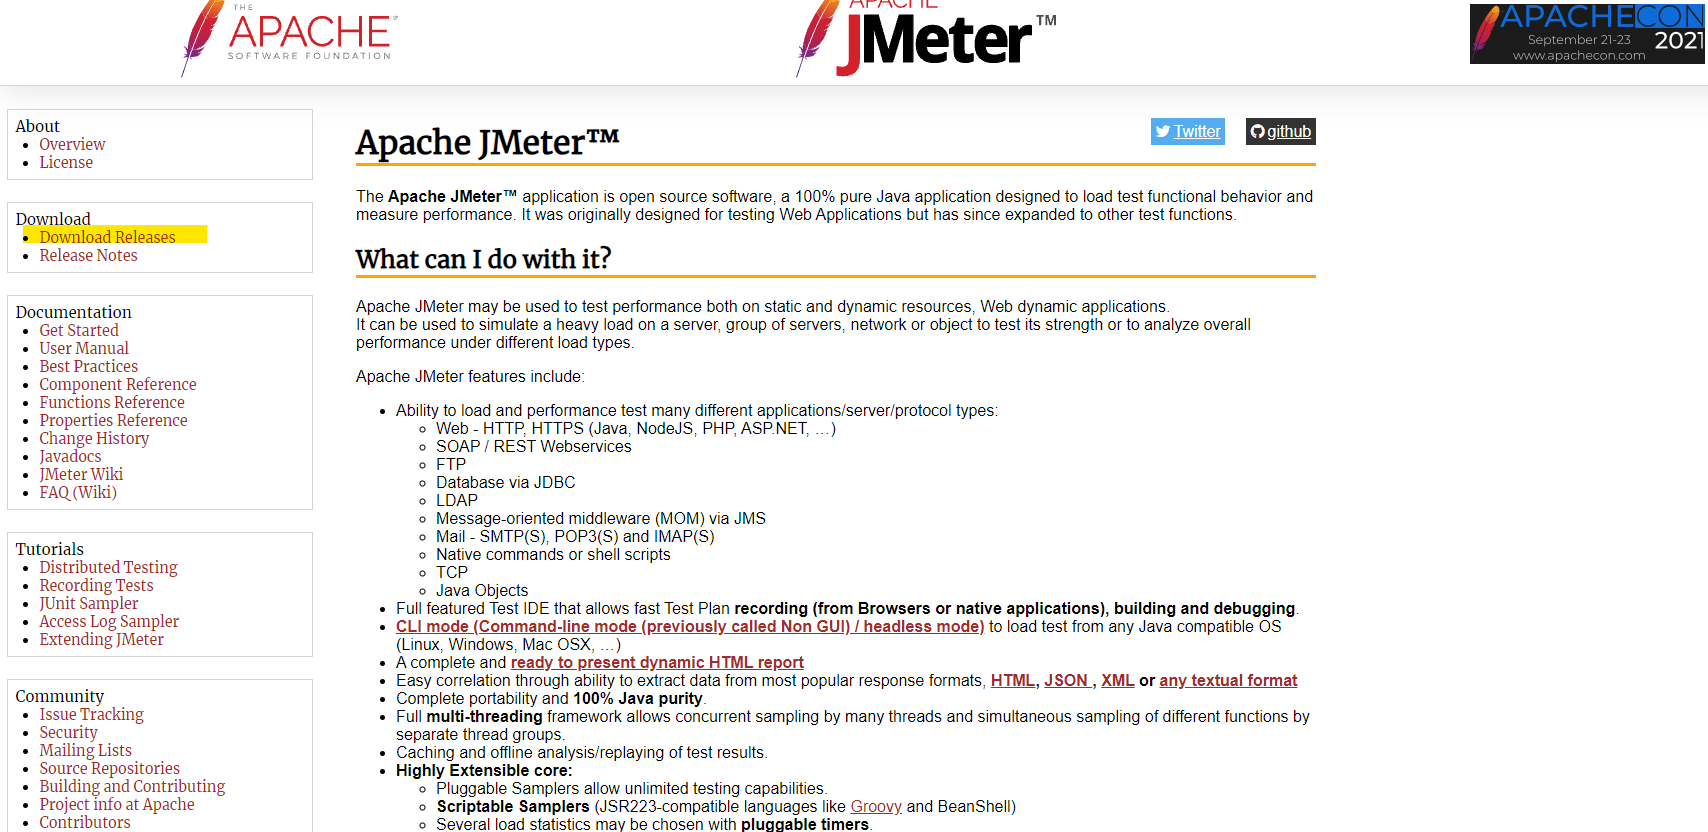 THE
APACHE
SOFTWARE FOUNDATION
APACHE
JMeter™
APACHECON
September 21-23
2021
www.apachecon.com
About
Overview
License
Download
Download Releases
Release Notes
Documentation
Get Started
User Manual
Best Practices
Component Reference
Functions Reference
Properties Reference
Change History
Javadocs
JMeter Wiki
FAQ (Wiki)
Tutorials
Distributed Testing
Recording Tests
JUnit Sampler
Access Log Sampler
Extending JMeter
Community
Issue Tracking
Security
Mailing Lists
Source Repositories
Building and Contributing
Project info at Apache
Contributors
Apache JMeter™
Twitter
github
The Apache JMeter™ application is open source software, a 100% pure Java application designed to load test functional behavior and
measure performance. It was originally designed for testing Web Applications but has since expanded to other test functions.
What can I do with it?
Apache JMeter may be used to test performance both on static and dynamic resources, Web dynamic applications.
It can be used to simulate a heavy load on a server, group of servers, network or object to test its strength or to analyze overall
performance under different load types.
Apache JMeter features include:
Ability to load and performance test many different applications/server/protocol types:
Web - HTTP, HTTPS (Java, NodeJS, PHP, ASP.NET, …)
SOAP / REST Webservices
FTP
Database via JDBC
LDAP
Message-oriented middleware (MOM) via JMS
Mail - SMTP(S), POP3(S) and IMAP(S)
Native commands or shell scripts
TCP
Java Objects
Full featured Test IDE that allows fast Test Plan recording (from Browsers or native applications), building and debugging.
CLI mode (Command-line mode (previously called Non GUI) / headless mode) to load test from any Java compatible OS
(Linux, Windows, Mac OSX, …)
A complete and ready to present dynamic HTML report
Easy correlation through ability to extract data from most popular response formats, HTML, JSON , XML or any textual format
Complete portability and 100% Java purity.
Full multi-threading framework allows concurrent sampling by many threads and simultaneous sampling of different functions by
separate thread groups.
Caching and offline analysis/replaying of test results.
Highly Extensible core:
Pluggable Samplers allow unlimited testing capabilities.
Scriptable Samplers (JSR223-compatible languages like Groovy and BeanShell)
Several load statistics may be chosen with pluggable timers.